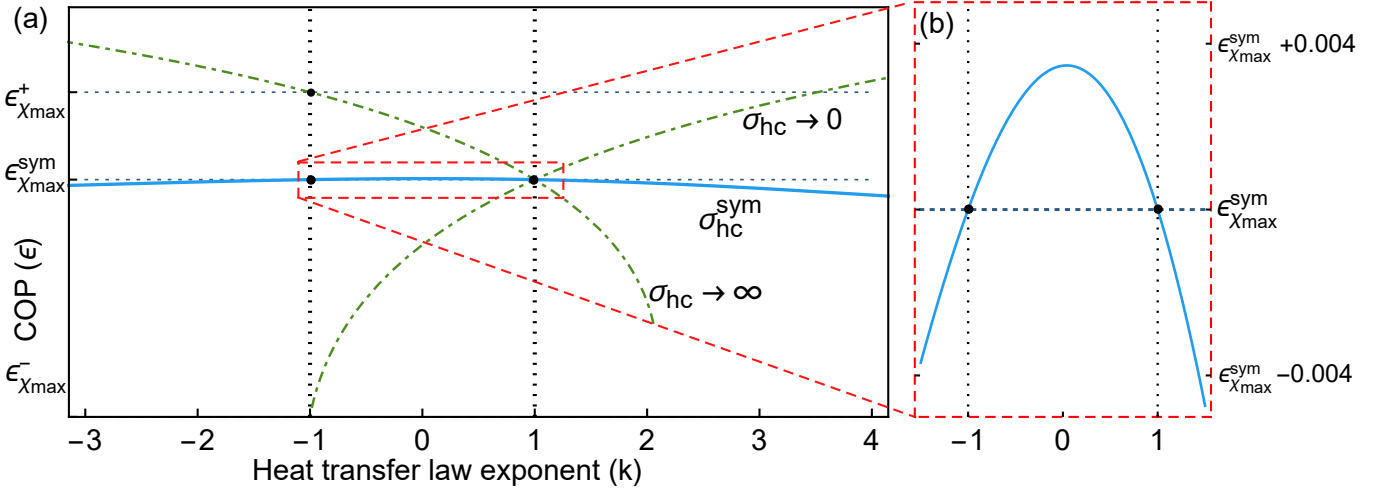 (a)
ϵ⁺χmax
ϵˢʸᵐχmax
ϵ⁻χmax
COP (ϵ)
σhc → 0
σˢʸᵐhc
σhc → ∞
−3 −2 −1 0 1 2 3 4
Heat transfer law exponent (k)
(b)
ϵˢʸᵐχmax +0.004
ϵˢʸᵐχmax
ϵˢʸᵐχmax −0.004
−1 0 1